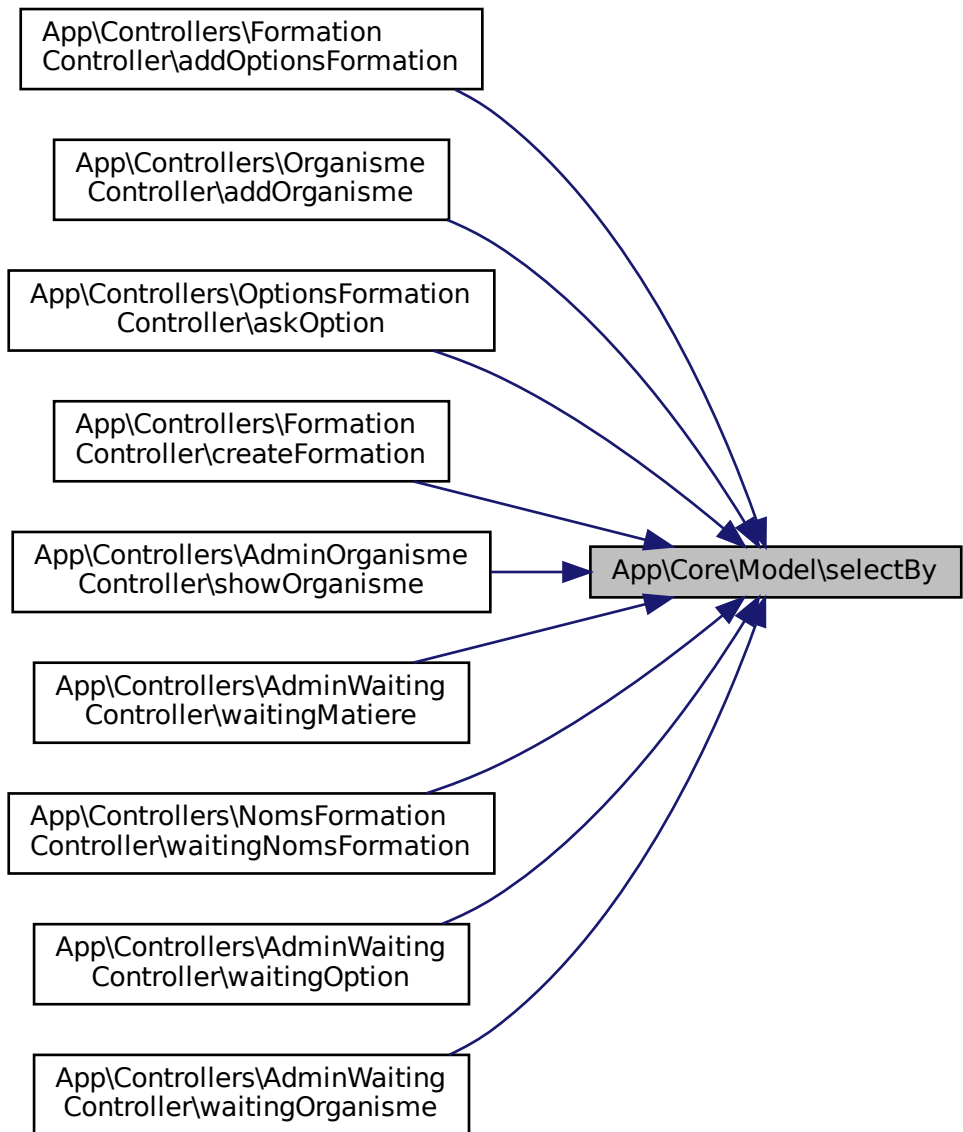 App\Controllers\Formation
Controller\addOptionsFormation
App\Controllers\Organisme
Controller\addOrganisme
App\Controllers\OptionsFormation
Controller\askOption
App\Controllers\Formation
Controller\createFormation
App\Controllers\AdminOrganisme
Controller\showOrganisme
App\Core\Model\selectBy
App\Controllers\AdminWaiting
Controller\waitingMatiere
App\Controllers\NomsFormation
Controller\waitingNomsFormation
App\Controllers\AdminWaiting
Controller\waitingOption
App\Controllers\AdminWaiting
Controller\waitingOrganisme